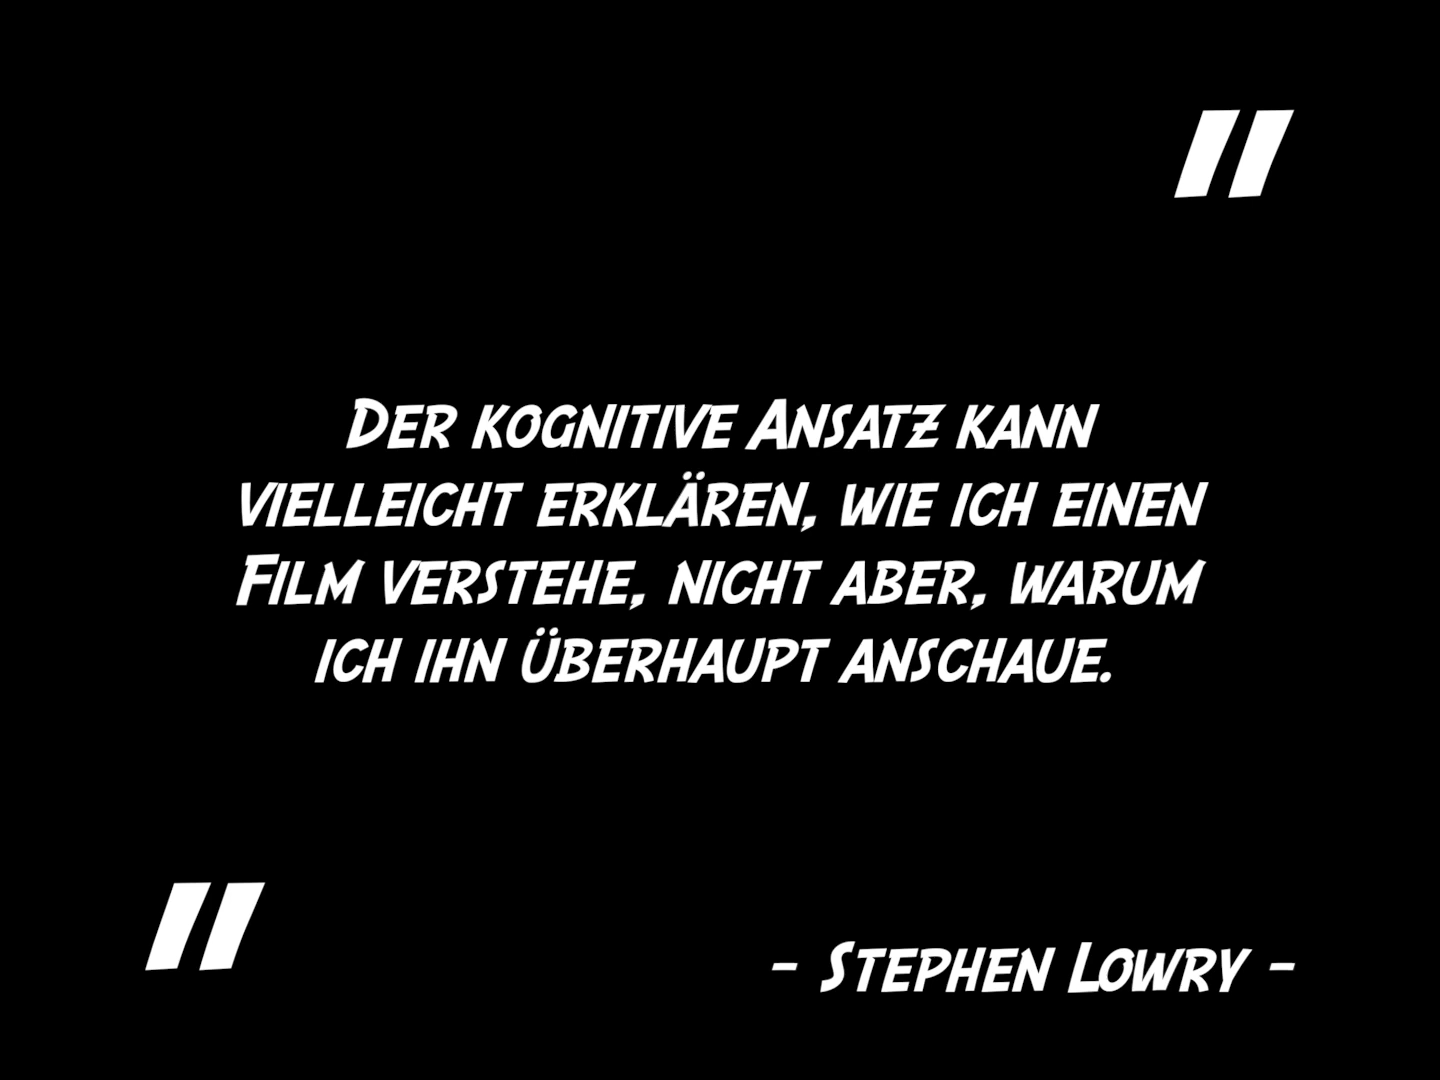 "
Der kognitive Ansatz kann
vielleicht erklären, wie ich einen
Film verstehe, nicht aber, warum
ich ihn überhaupt anschaue.
"
- Stephen Lowry -